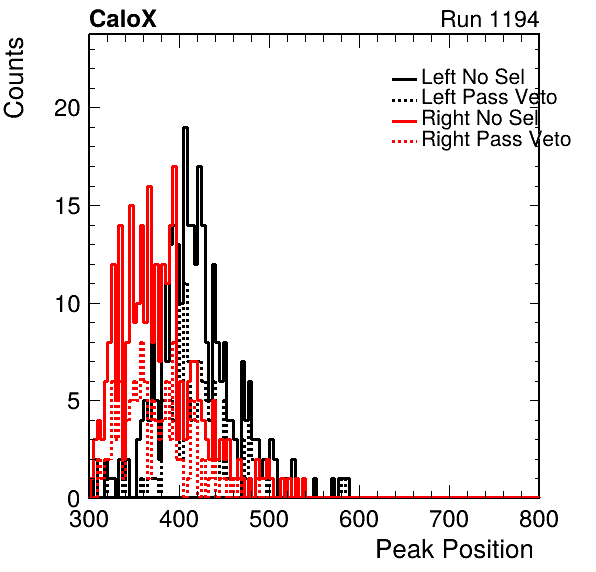 CaloX Run 1194
Counts
Left No Sel
Left Pass Veto
Right No Sel
Right Pass Veto
20
15
10
5
0
300 400 500 600 700 800
Peak Position